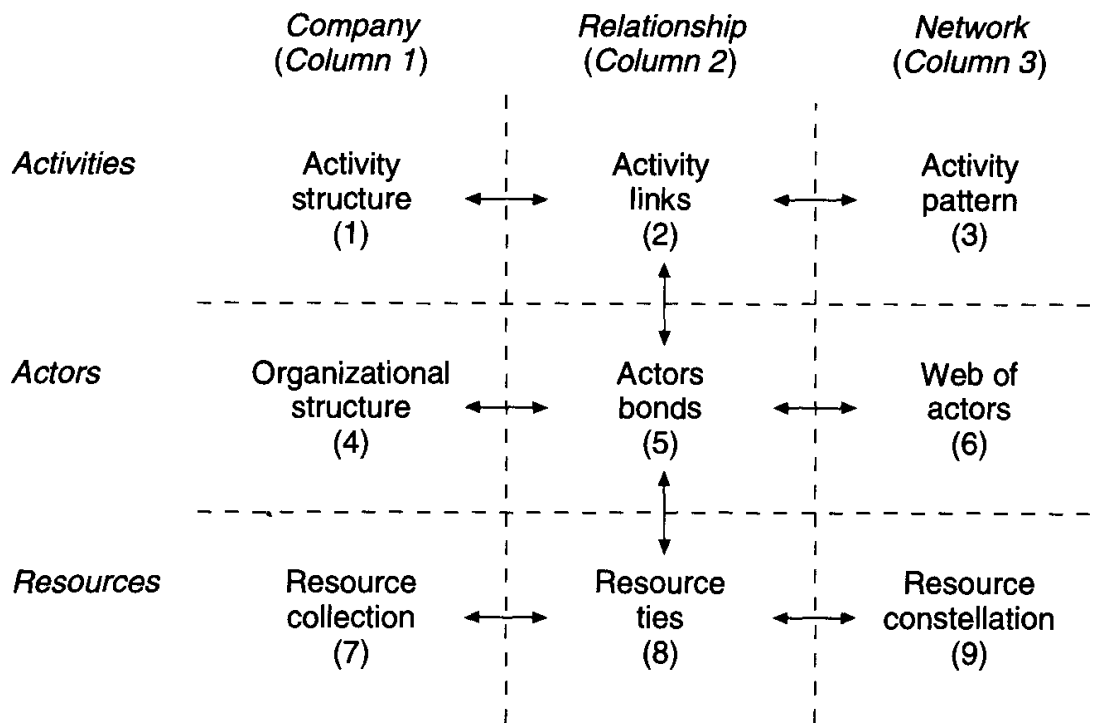 Company Relationship Network
(Column 1) (Column 2) (Column 3)
Activities Activity Activity Activity
structure links pattern
(1) (2) (3)
Actors Organizational Actors Web of
structure bonds actors
(4) (5) (6)
Resources Resource Resource Resource
collection ties constellation
(7) (8) (9)